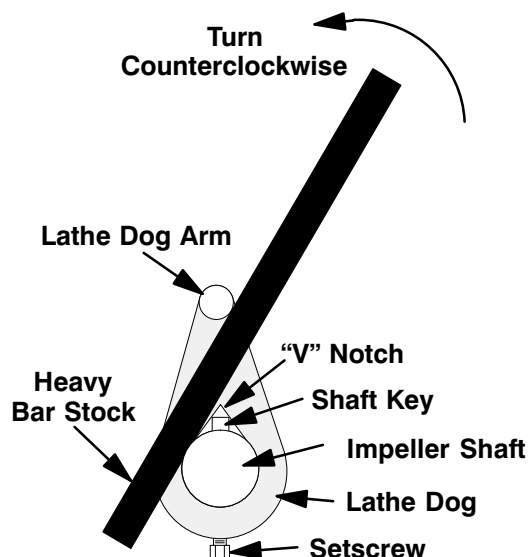 Turn
Counterclockwise
Lathe Dog Arm
“V” Notch
Heavy
Bar Stock
Shaft Key
Impeller Shaft
Lathe Dog
Setscrew